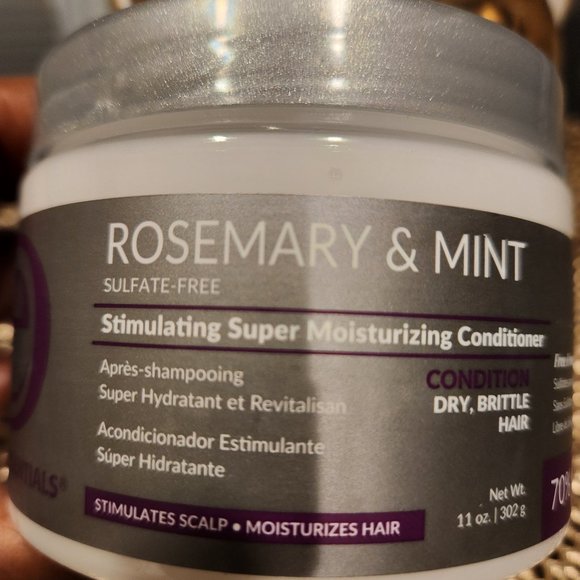 ROSEMARY & MINT
SULFATE-FREE
Stimulating Super Moisturizing Conditioner
Après-shampooing
Super Hydratant et Revitalisan
CONDITION
DRY, BRITTLE
HAIR
Acondicionador Estimulante
Súper Hidratante
Net Wt.
11 oz. | 302 g
STIMULATES SCALP • MOISTURIZES HAIR
70%